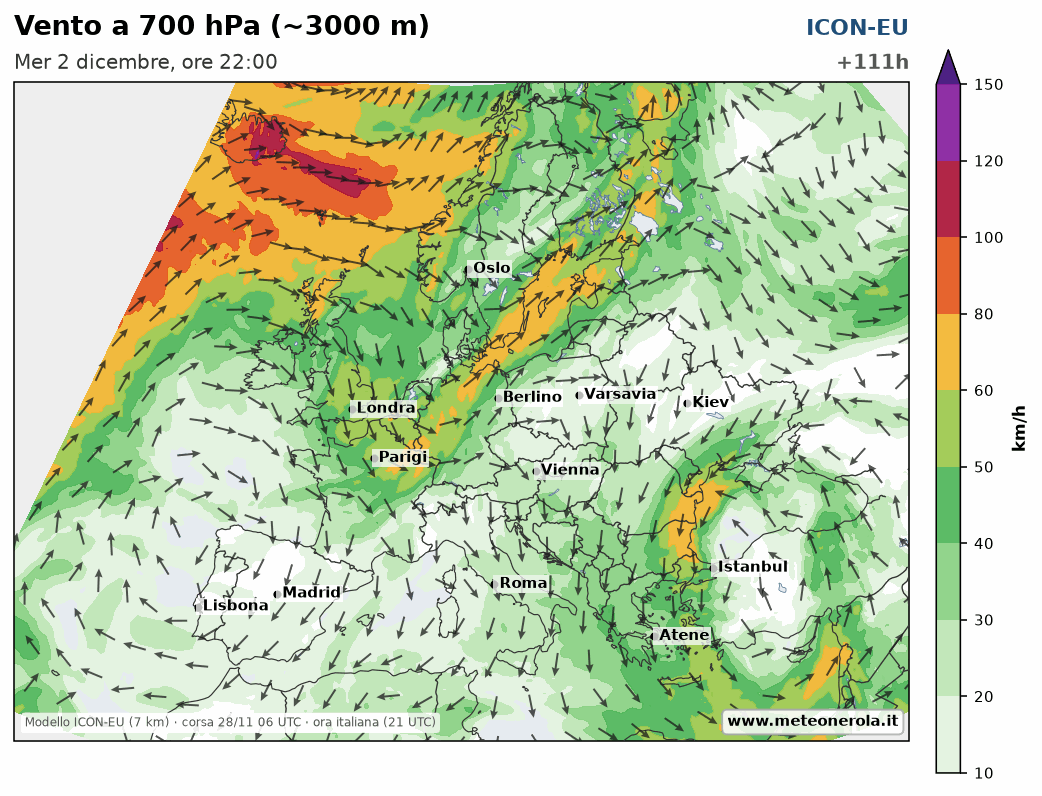 Vento a 700 hPa (~3000 m)
ICON-EU
Mer 2 dicembre, ore 22:00
+111h
150
120
100
80
60
50
40
30
20
10
km/h
Oslo
Londra
Berlino
Varsavia
Kiev
Parigi
Vienna
Istanbul
Roma
Madrid
Lisbona
Atene
Modello ICON-EU (7 km) · corsa 28/11 06 UTC · ora italiana (21 UTC)
www.meteonerola.it